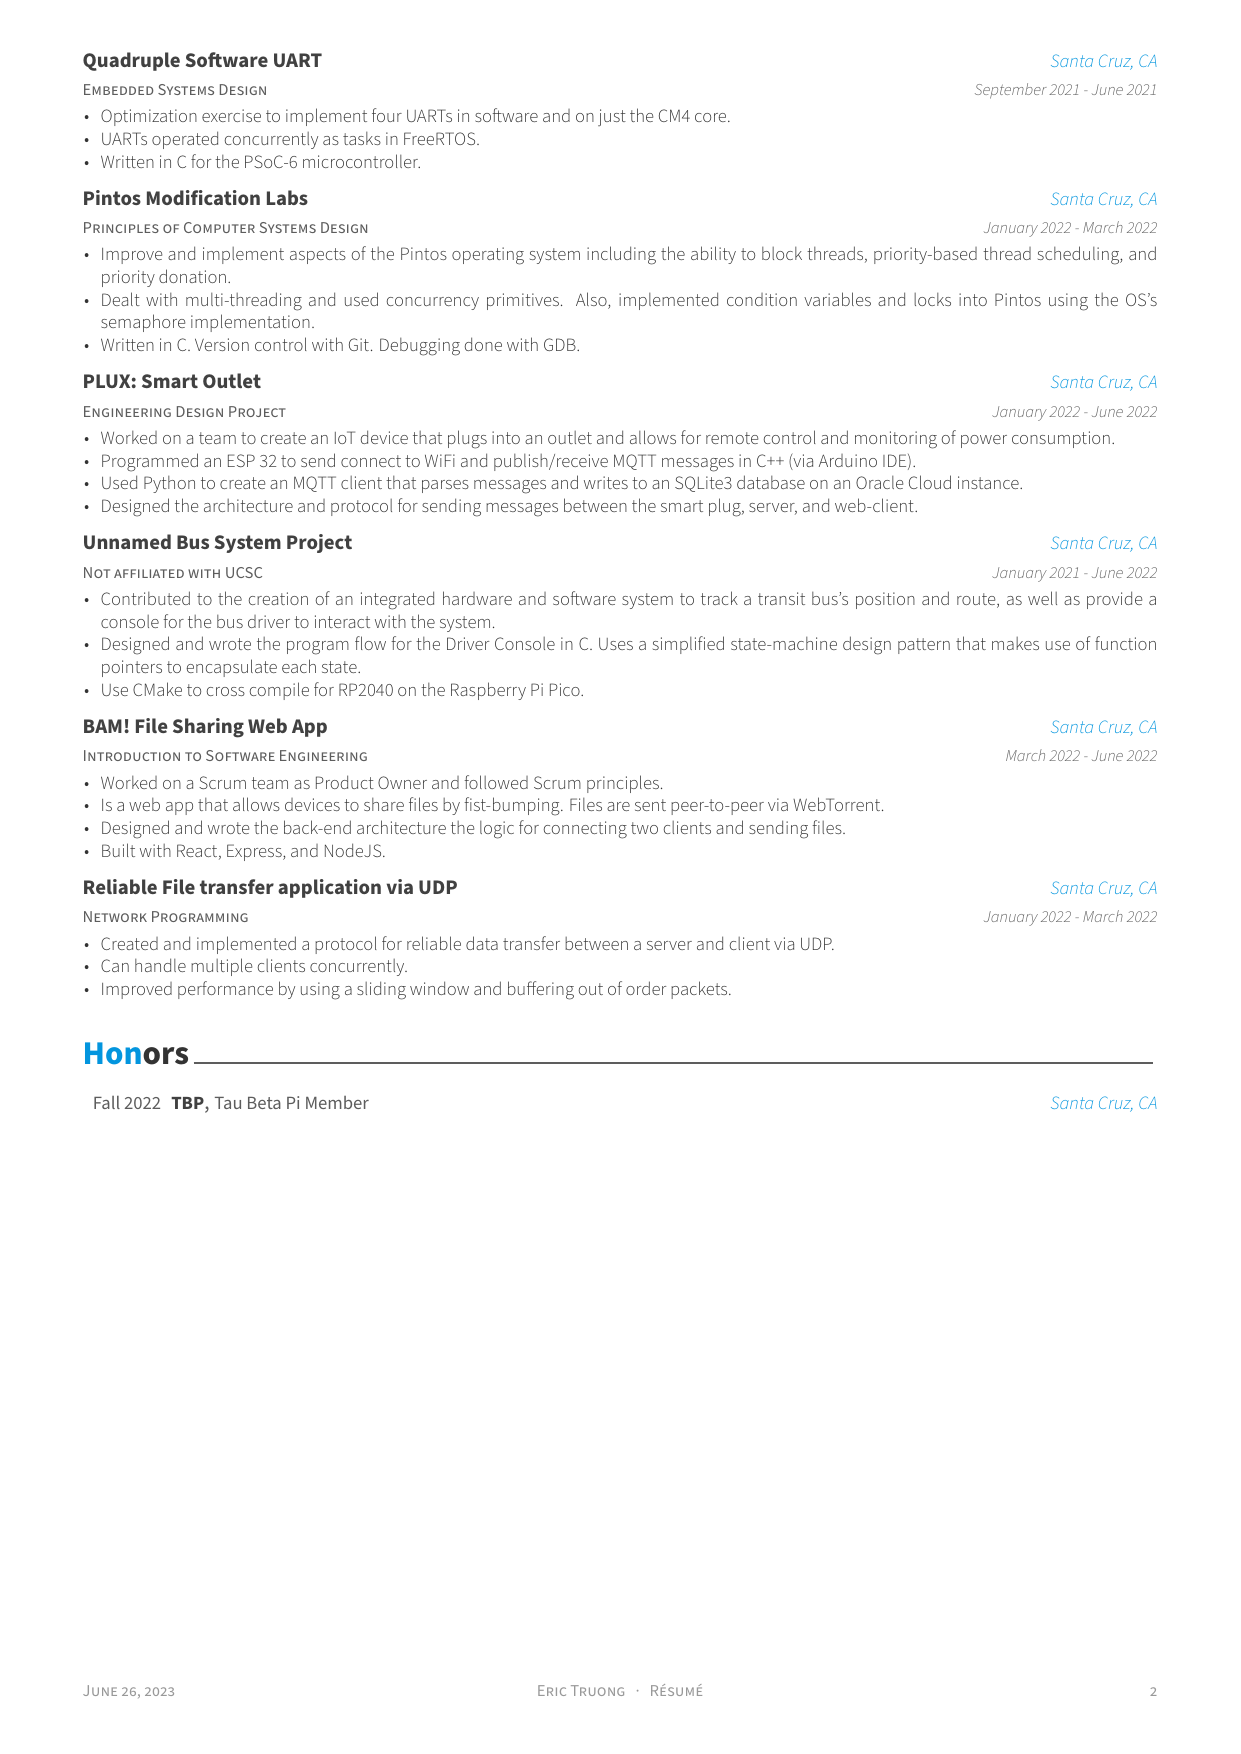 Quadruple Software UART Santa Cruz, CA
Embedded Systems Design September 2021 - June 2021
• Optimization exercise to implement four UARTs in software and on just the CM4 core.
• UARTs operated concurrently as tasks in FreeRTOS.
• Written in C for the PSoC-6 microcontroller.
Pintos Modification Labs Santa Cruz, CA
Principles of Computer Systems Design January 2022 - March 2022
• Improve and implement aspects of the Pintos operating system including the ability to block threads, priority-based thread scheduling, and
priority donation.
• Dealt with multi-threading and used concurrency primitives. Also, implemented condition variables and locks into Pintos using the OS's
semaphore implementation.
• Written in C. Version control with Git. Debugging done with GDB.
PLUX: Smart Outlet Santa Cruz, CA
Engineering Design Project January 2022 - June 2022
• Worked on a team to create an IoT device that plugs into an outlet and allows for remote control and monitoring of power consumption.
• Programmed an ESP 32 to send connect to WiFi and publish/receive MQTT messages in C++ (via Arduino IDE).
• Used Python to create an MQTT client that parses messages and writes to an SQLite3 database on an Oracle Cloud instance.
• Designed the architecture and protocol for sending messages between the smart plug, server, and web-client.
Unnamed Bus System Project Santa Cruz, CA
Not affiliated with UCSC January 2021 - June 2022
• Contributed to the creation of an integrated hardware and software system to track a transit bus's position and route, as well as provide a
console for the bus driver to interact with the system.
• Designed and wrote the program flow for the Driver Console in C. Uses a simplified state-machine design pattern that makes use of function
pointers to encapsulate each state.
• Use CMake to cross compile for RP2040 on the Raspberry Pi Pico.
BAM! File Sharing Web App Santa Cruz, CA
Introduction to Software Engineering March 2022 - June 2022
• Worked on a Scrum team as Product Owner and followed Scrum principles.
• Is a web app that allows devices to share files by fist-bumping. Files are sent peer-to-peer via WebTorrent.
• Designed and wrote the back-end architecture the logic for connecting two clients and sending files.
• Built with React, Express, and NodeJS.
Reliable File transfer application via UDP Santa Cruz, CA
Network Programming January 2022 - March 2022
• Created and implemented a protocol for reliable data transfer between a server and client via UDP.
• Can handle multiple clients concurrently.
• Improved performance by using a sliding window and buffering out of order packets.
Honors
Fall 2022 TBP, Tau Beta Pi Member Santa Cruz, CA
June 26, 2023 Eric Truong · Résumé 2